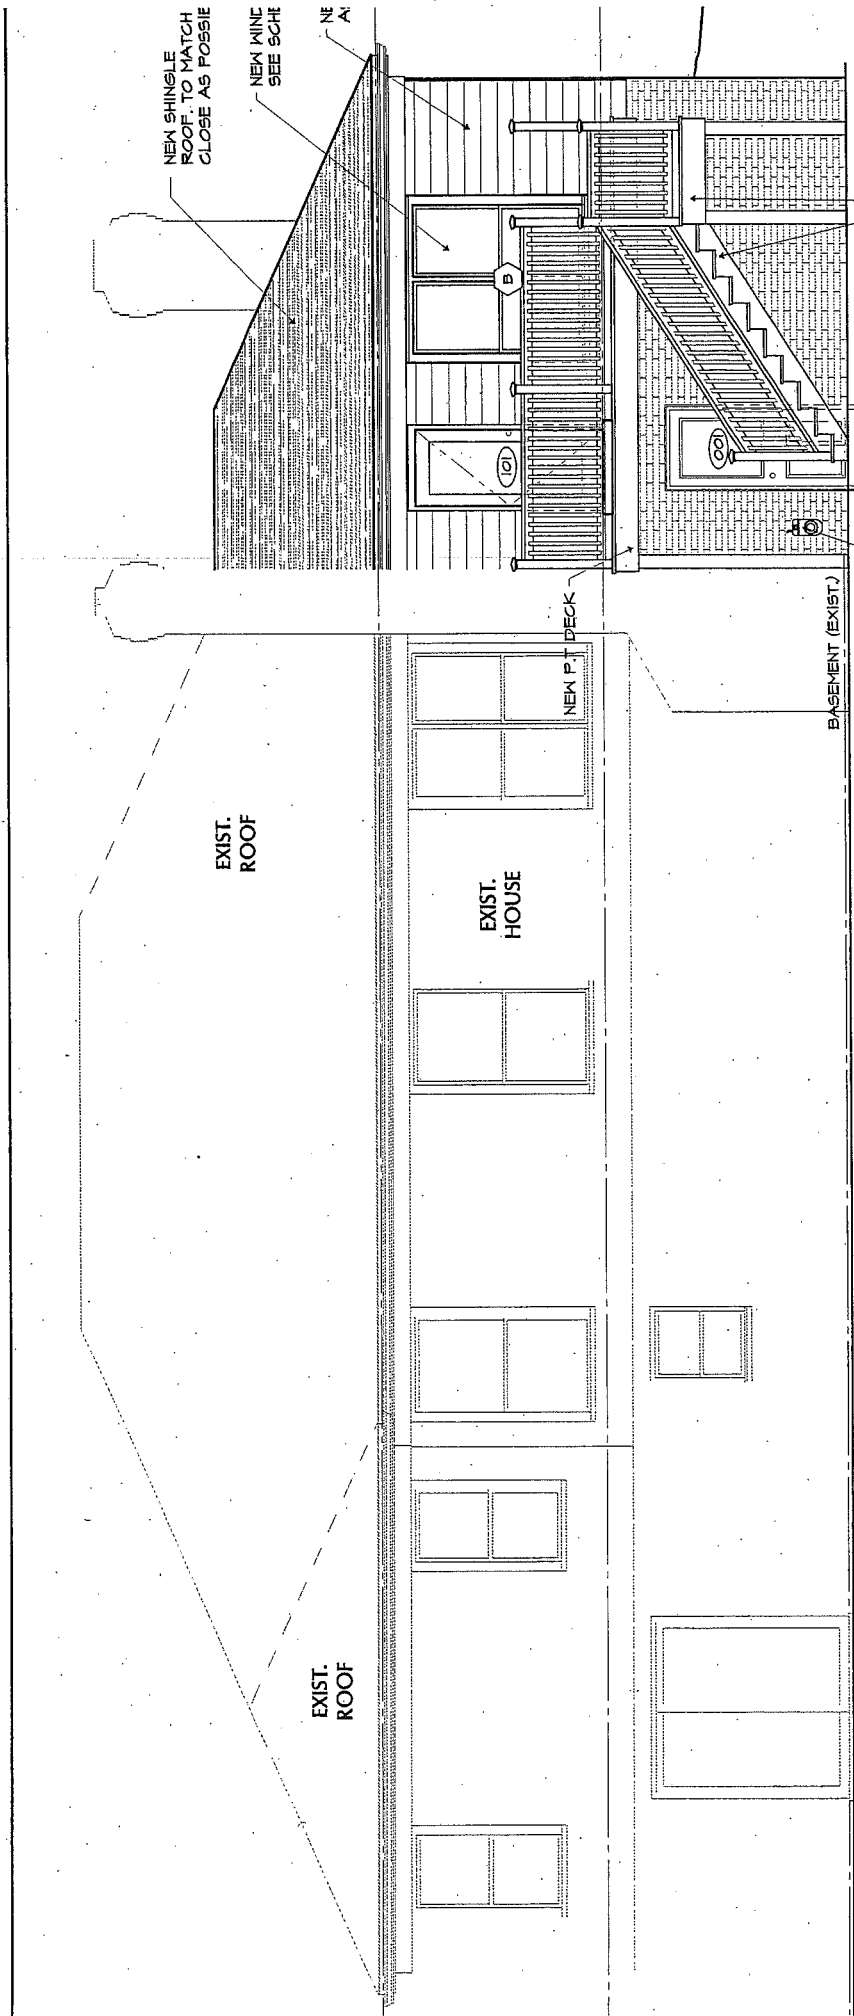 NEW SHINGLE
ROOF. TO MATCH
CLOSE AS POSSIB
NEW WIND
SEE SCHE
NE
A
EXIST.
ROOF
EXIST.
HOUSE
EXIST.
ROOF
B
101
001
NEW P.T DECK
BASEMENT (EXIST.)